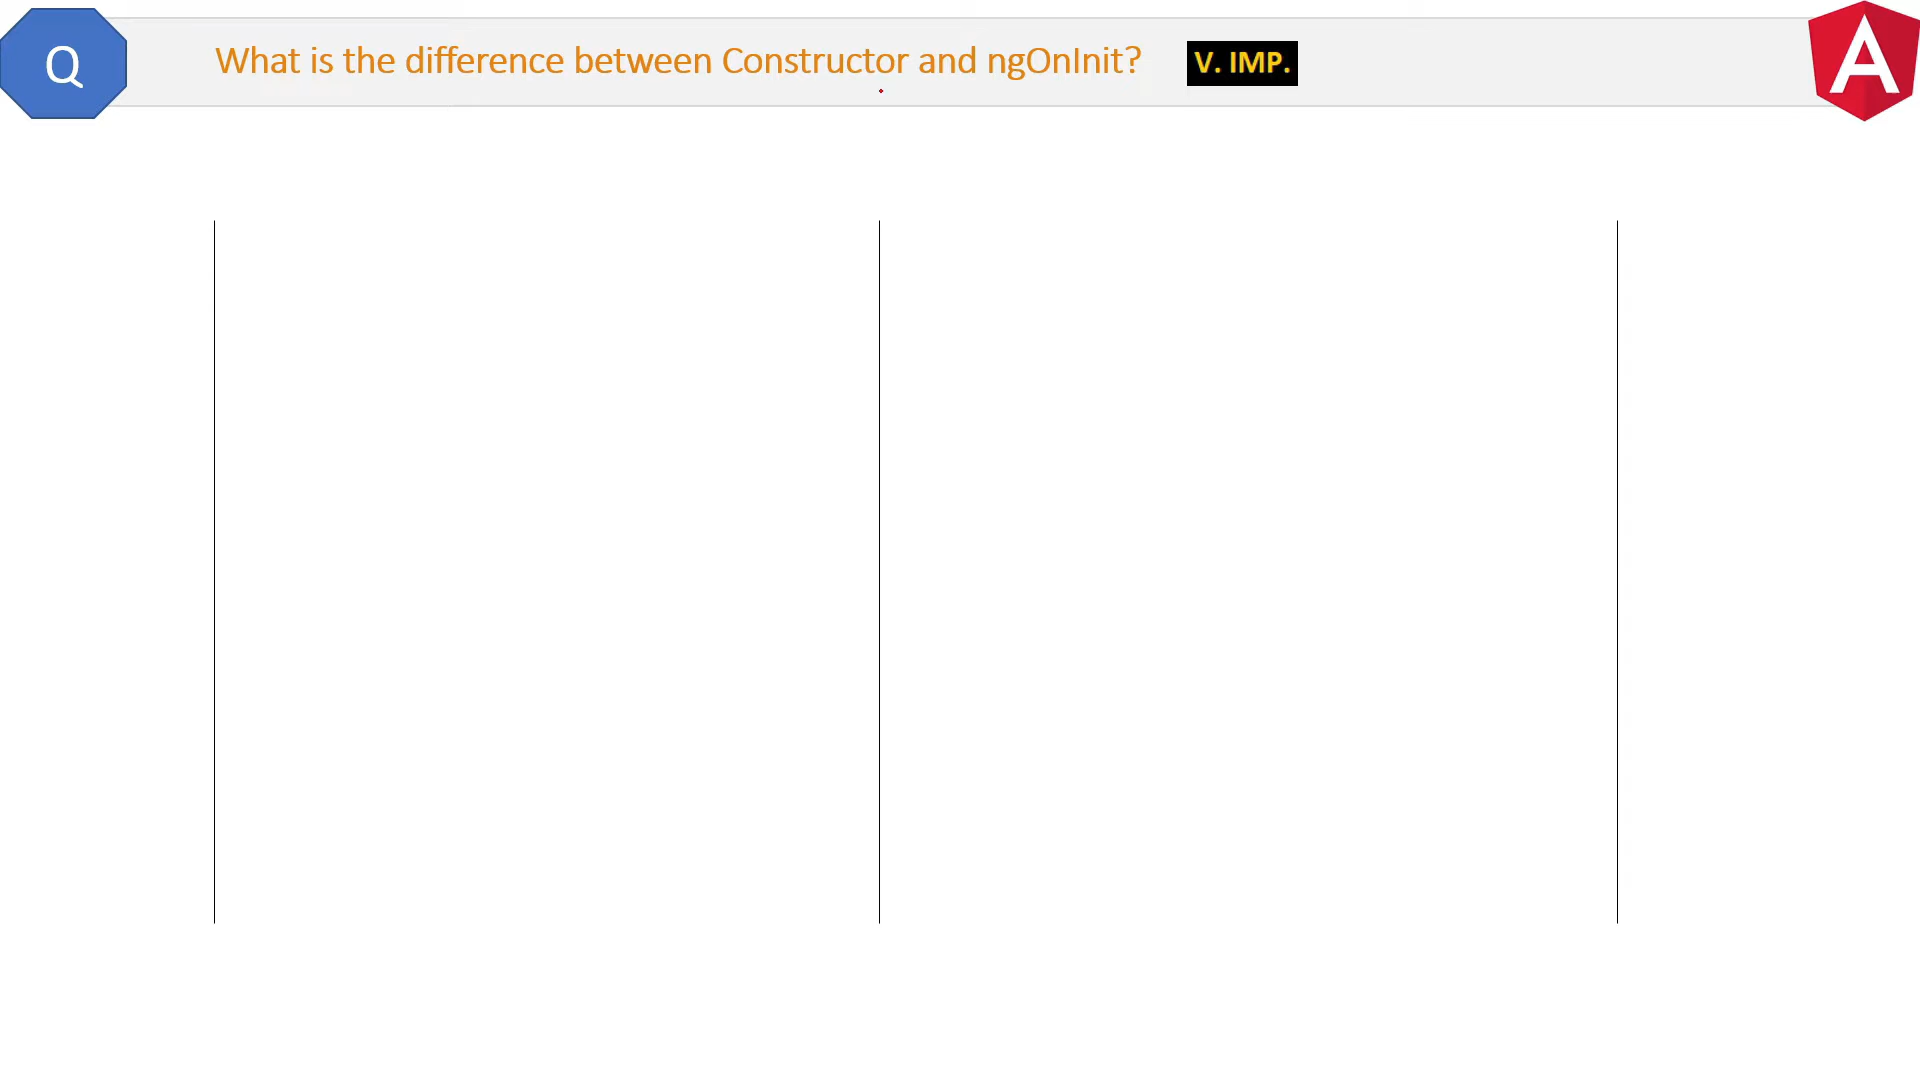 Q
What is the difference between Constructor and ngOnInit?
V. IMP.
A